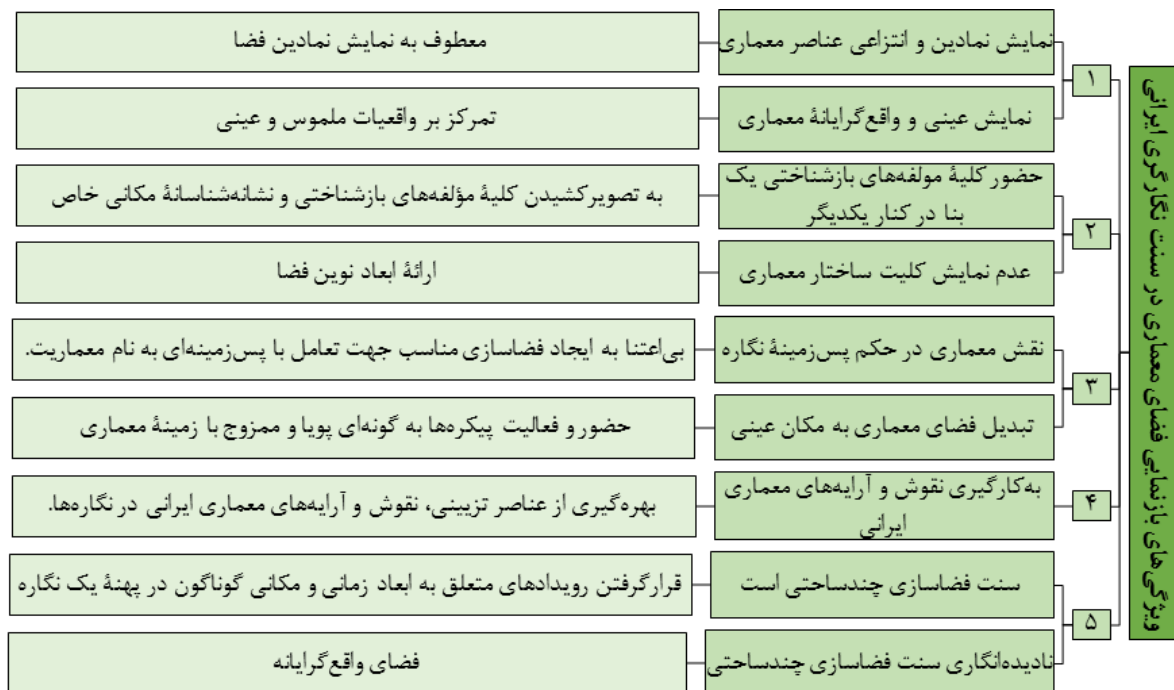 ویژگی‌های بازنمایی فضای معماری در سنت نگارگری ایرانی
۱
نمایش نمادین و انتزاعی عناصر معماری
معطوف به نمایش نمادین فضا
نمایش عینی و واقع‌گرایانهٔ معماری
تمرکز بر واقعیات ملموس و عینی
۲
حضور کلیهٔ مولفه‌های بازشناختی یک
بنا در کنار یکدیگر
به تصویرکشیدن کلیهٔ مؤلفه‌های بازشناختی و نشانه‌شناسانهٔ مکانی خاص
عدم نمایش کلیت ساختار معماری
ارائهٔ ابعاد نوین فضا
۳
نقش معماری در حکم پس‌زمینهٔ نگاره
بی‌اعتنا به ایجاد فضاسازی مناسب جهت تعامل با پس‌زمینه‌ای به نام معماریت.
تبدیل فضای معماری به مکان عینی
حضور و فعالیت پیکره‌ها به گونه‌ای پویا و ممزوج با زمینهٔ معماری
۴
به‌کارگیری نقوش و آرایه‌های معماری
ایرانی
بهره‌گیری از عناصر تزیینی، نقوش و آرایه‌های معماری ایرانی در نگاره‌ها.
۵
سنت فضاسازی چندساحتی است
قرارگرفتن رویدادهای متعلق به ابعاد زمانی و مکانی گوناگون در پهنهٔ یک نگاره
نادیده‌انگاری سنت فضاسازی چندساحتی
فضای واقع‌گرایانه